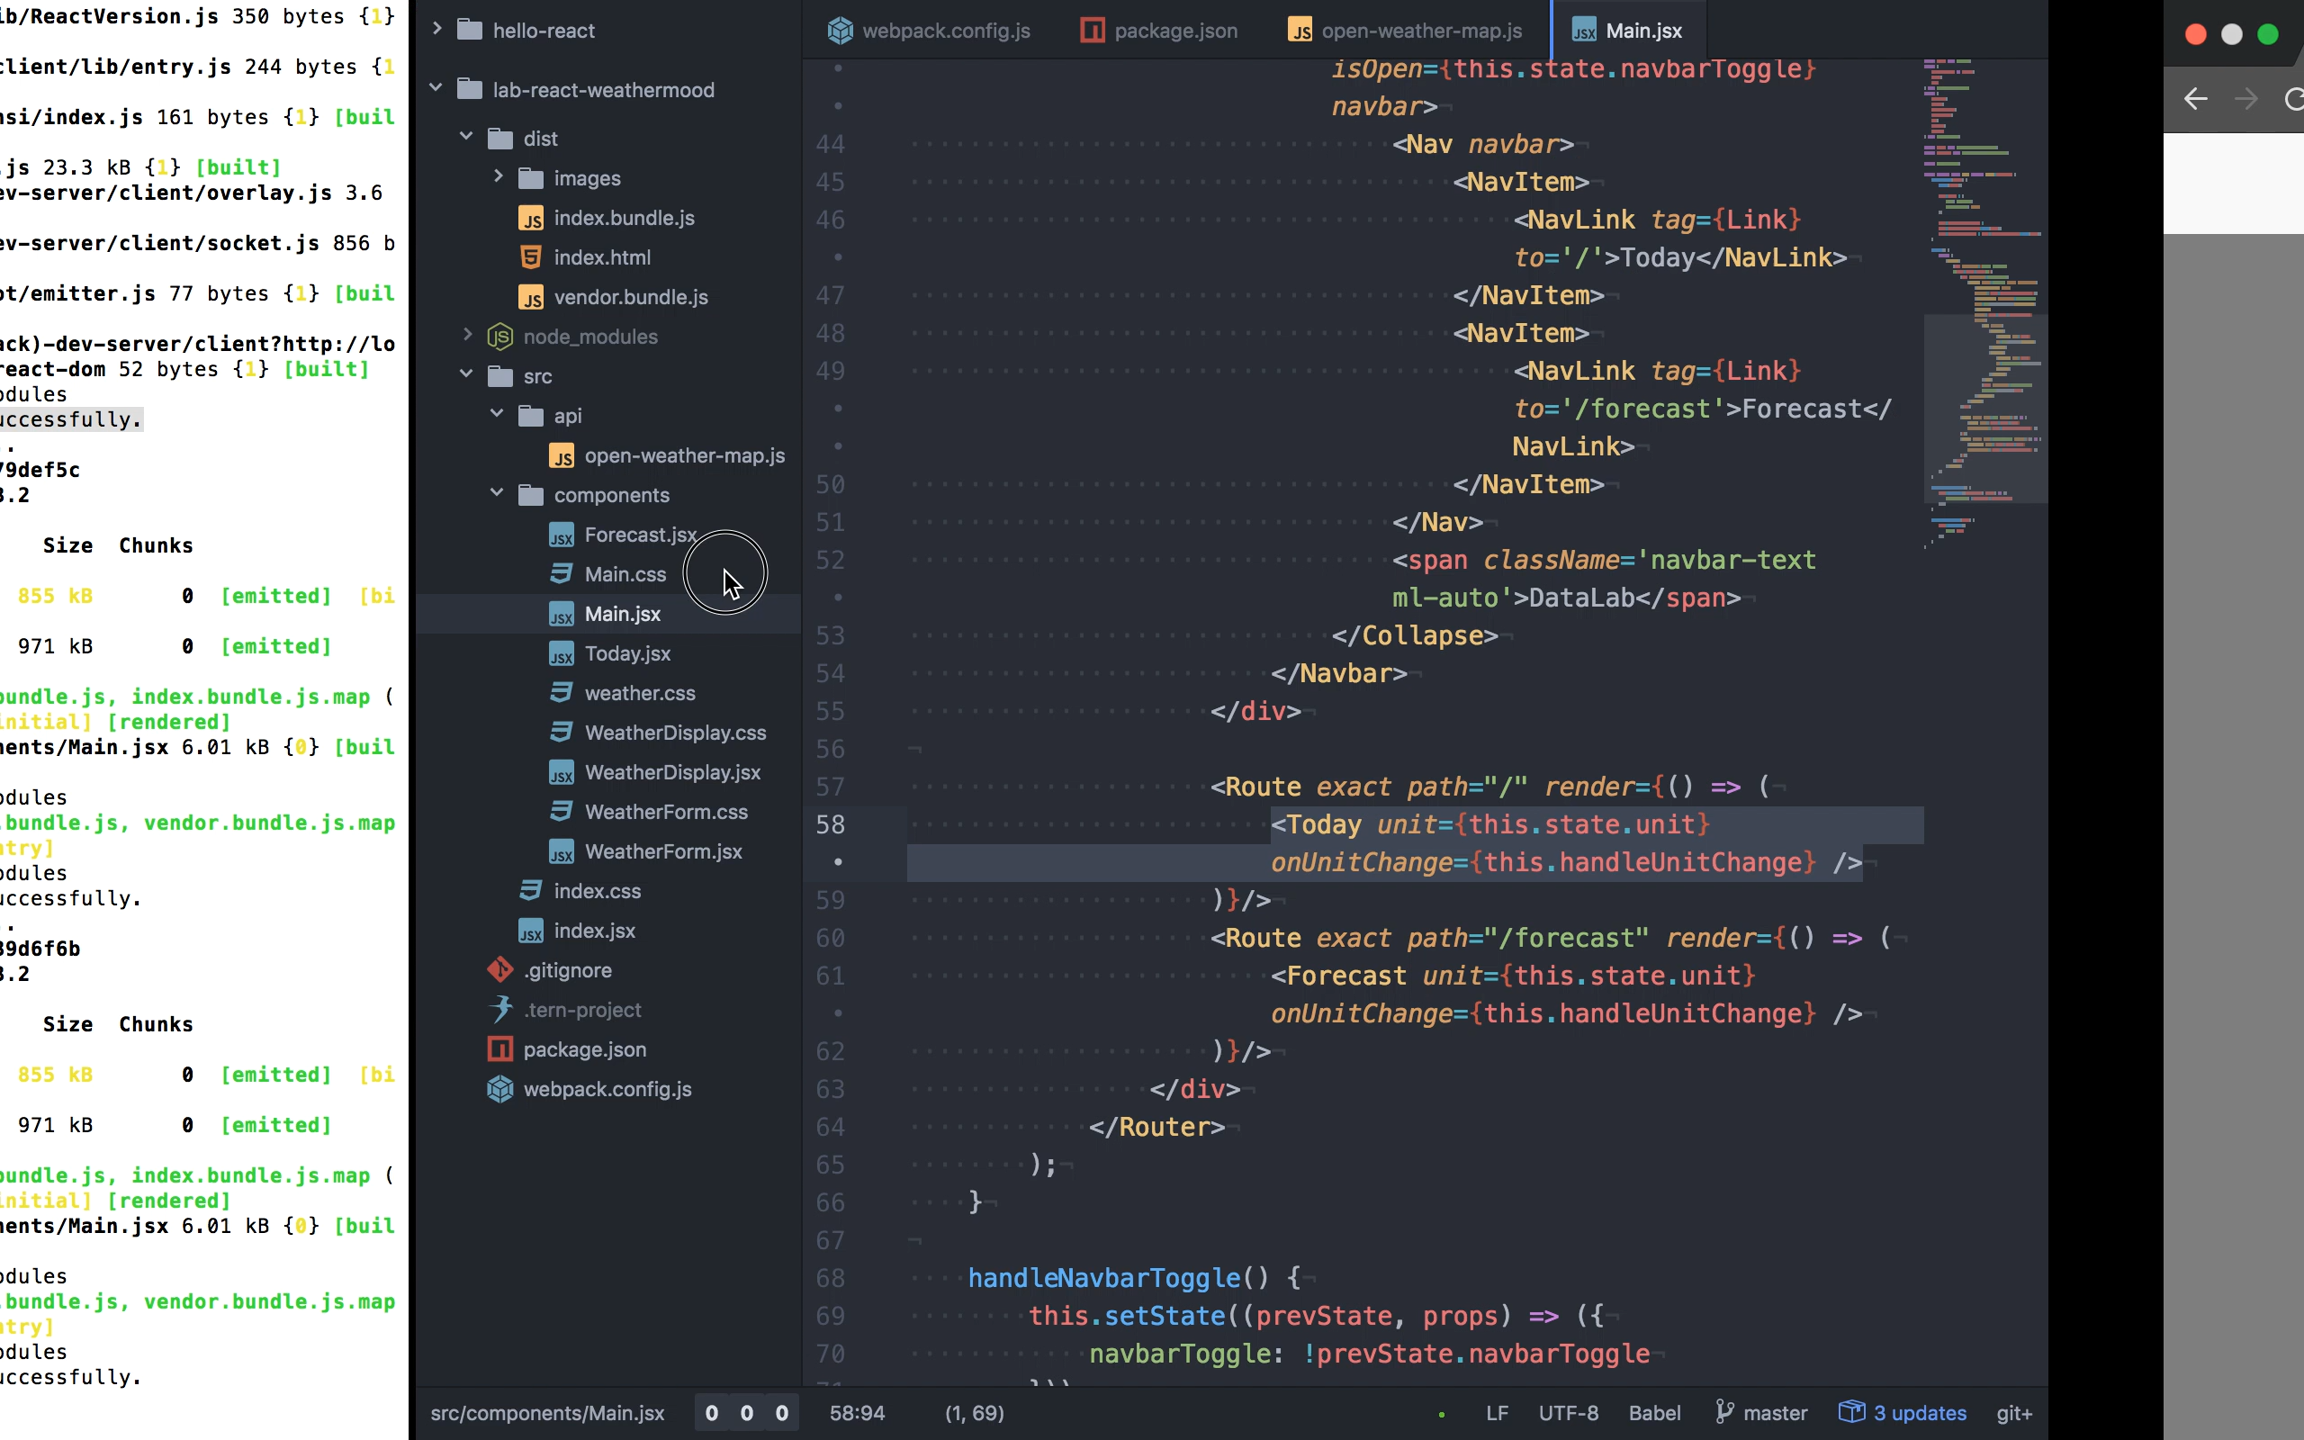 ib/ReactVersion.js 350 bytes {1}
client/lib/entry.js 244 bytes {1
nsi/index.js 161 bytes {1} [buil
.js 23.3 kB {1} [built]
ev-server/client/overlay.js 3.6
ev-server/client/socket.js 856 b
ot/emitter.js 77 bytes {1} [buil
ack)-dev-server/client?http://lo
react-dom 52 bytes {1} [built]
odules
uccessfully.
..
79def5c
3.2
Size Chunks
855 kB 0 [emitted] [bi
971 kB 0 [emitted]
bundle.js, index.bundle.js.map (
initial] [rendered]
nents/Main.jsx 6.01 kB {0} [buil
odules
.bundle.js, vendor.bundle.js.map
ntry]
odules
uccessfully.
..
39d6f6b
3.2
Size Chunks
855 kB 0 [emitted] [bi
971 kB 0 [emitted]
bundle.js, index.bundle.js.map (
initial] [rendered]
nents/Main.jsx 6.01 kB {0} [buil
odules
.bundle.js, vendor.bundle.js.map
ntry]
odules
uccessfully.
hello-react
lab-react-weathermood
dist
images
index.bundle.js
index.html
vendor.bundle.js
node_modules
src
api
open-weather-map.js
components
Forecast.jsx
Main.css
Main.jsx
Today.jsx
weather.css
WeatherDisplay.css
WeatherDisplay.jsx
WeatherForm.css
WeatherForm.jsx
index.css
index.jsx
.gitignore
.tern-project
package.json
webpack.config.js
webpack.config.js package.json open-weather-map.js Main.jsx
isOpen={this.state.navbarToggle}
navbar>
44 <Nav navbar>
45 <NavItem>
46 <NavLink tag={Link}
to='/'>Today</NavLink>
47 </NavItem>
48 <NavItem>
49 <NavLink tag={Link}
to='/forecast'>Forecast</
NavLink>
50 </NavItem>
51 </Nav>
52 <span className='navbar-text
ml-auto'>DataLab</span>
53 </Collapse>
54 </Navbar>
55 </div>
56
57 <Route exact path="/" render={() => (
58 <Today unit={this.state.unit}
onUnitChange={this.handleUnitChange} />
59 )}/>
60 <Route exact path="/forecast" render={() => (
61 <Forecast unit={this.state.unit}
onUnitChange={this.handleUnitChange} />
62 )}/>
63 </div>
64 </Router>
65 );
66 }
67
68 handleNavbarToggle() {
69 this.setState((prevState, props) => ({
70 navbarToggle: !prevState.navbarToggle
src/components/Main.jsx 0 0 0 58:94 (1, 69) LF UTF-8 Babel master 3 updates git+